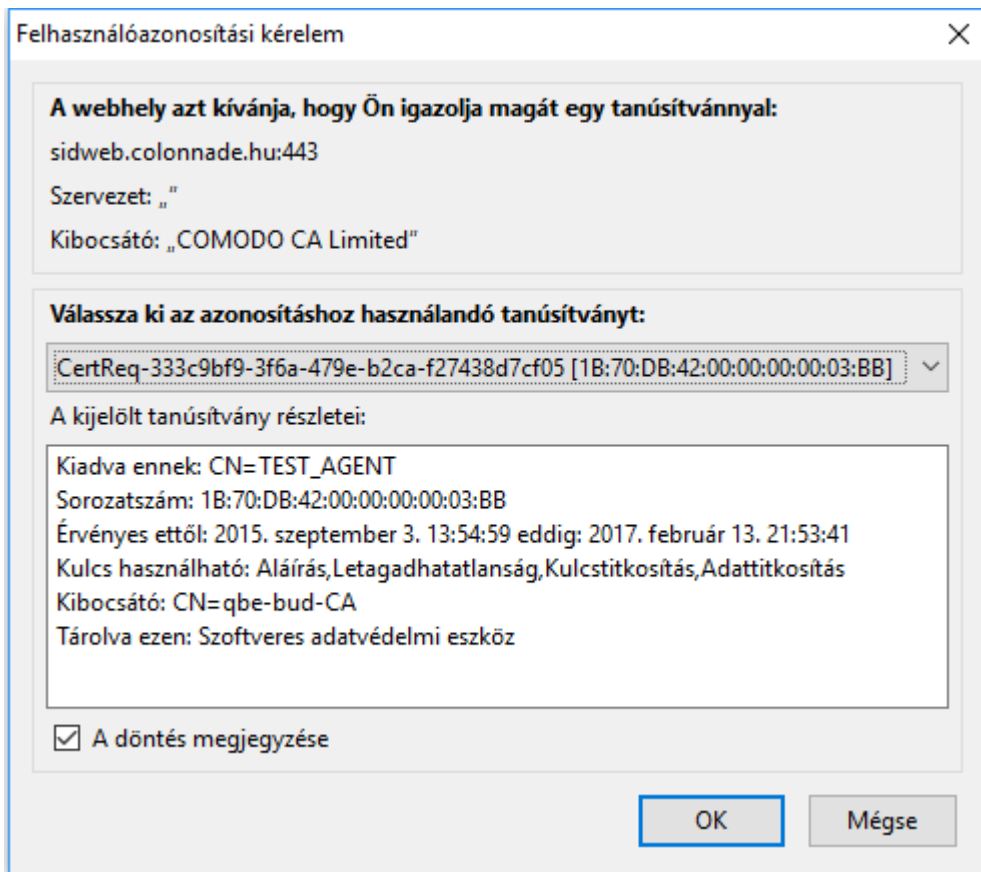 Felhasználóazonosítási kérelem
A webhely azt kívánja, hogy Ön igazolja magát egy tanúsítvánnyal:
sidweb.colonnade.hu:443
Szervezet: „”
Kibocsátó: „COMODO CA Limited”
Válassza ki az azonosításhoz használandó tanúsítványt:
CertReq-333c9bf9-3f6a-479e-b2ca-f27438d7cf05 [1B:70:DB:42:00:00:00:00:03:BB]
A kijelölt tanúsítvány részletei:
Kiadva ennek: CN=TEST_AGENT
Sorozatszám: 1B:70:DB:42:00:00:00:00:03:BB
Érvényes ettől: 2015. szeptember 3. 13:54:59 eddig: 2017. február 13. 21:53:41
Kulcs használható: Aláírás,Letagadhatatlanság,Kulcstitkosítás,Adattitkosítás
Kibocsátó: CN=qbe-bud-CA
Tárolva ezen: Szoftveres adatvédelmi eszköz
A döntés megjegyzése
OK
Mégse